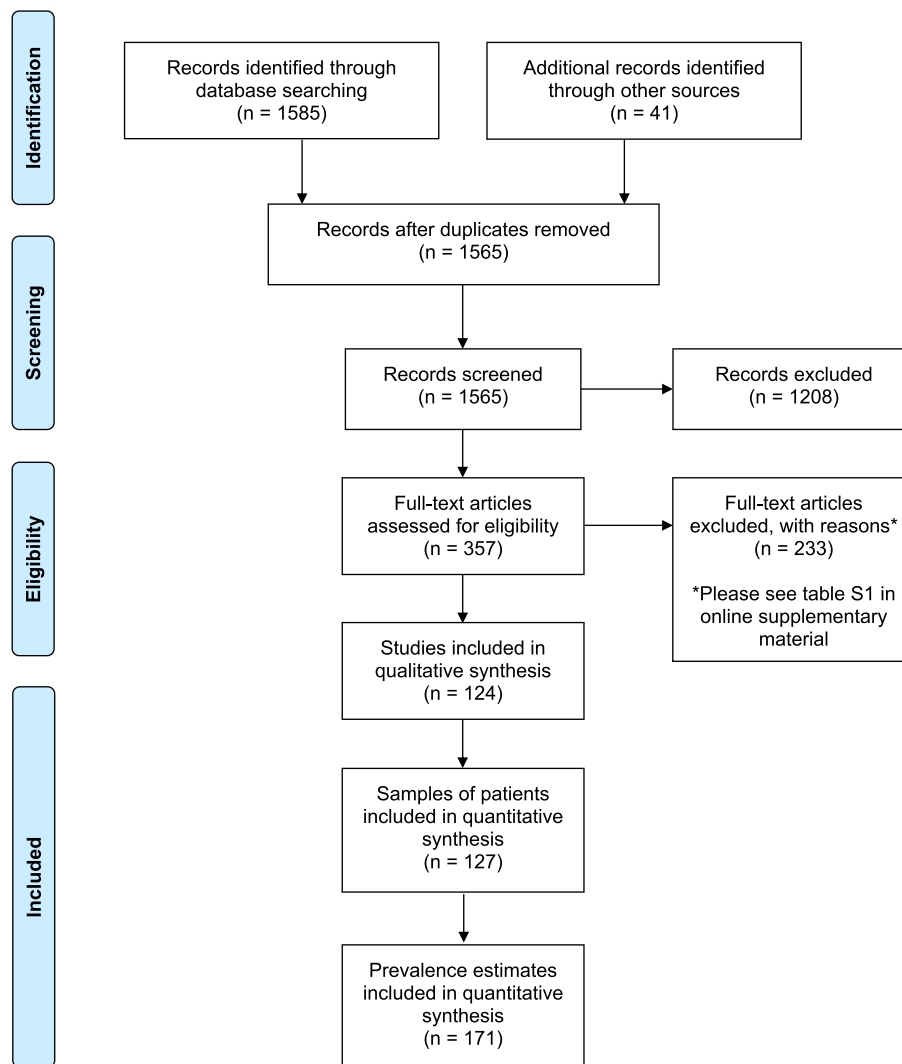 Identification
Records identified through
database searching
(n = 1585)
Additional records identified
through other sources
(n = 41)
Records after duplicates removed
(n = 1565)
Screening
Records screened
(n = 1565)
Records excluded
(n = 1208)
Eligibility
Full-text articles
assessed for eligibility
(n = 357)
Full-text articles
excluded, with reasons*
(n = 233)
*Please see table S1 in
online supplementary
material
Studies included in
qualitative synthesis
(n = 124)
Included
Samples of patients
included in quantitative
synthesis
(n = 127)
Prevalence estimates
included in quantitative
synthesis
(n = 171)